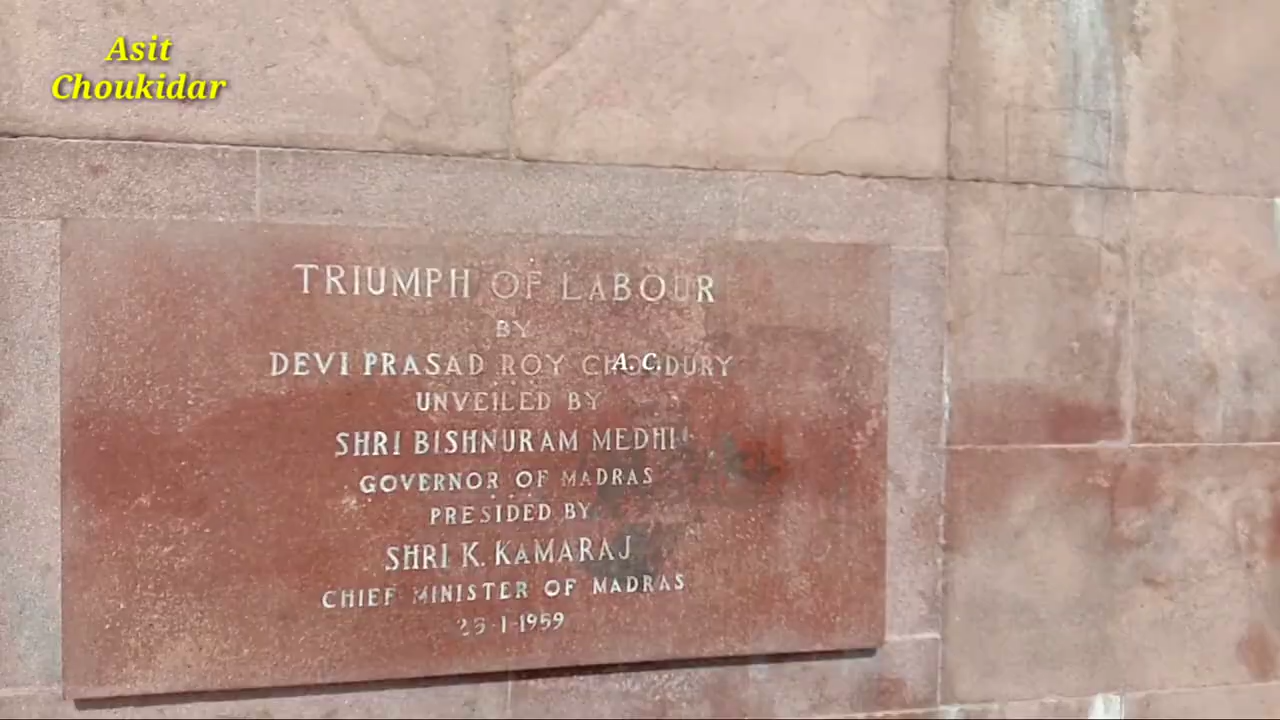 Asit
Choukidar
TRIUMPH OF LABOUR
BY
DEVI PRASAD ROY CHOWDURY
A. C.
UNVEILED BY
SHRI BISHNURAM MEDHI
GOVERNOR OF MADRAS
PRESIDED BY
SHRI K. KAMARAJ
CHIEF MINISTER OF MADRAS
25-1-1959